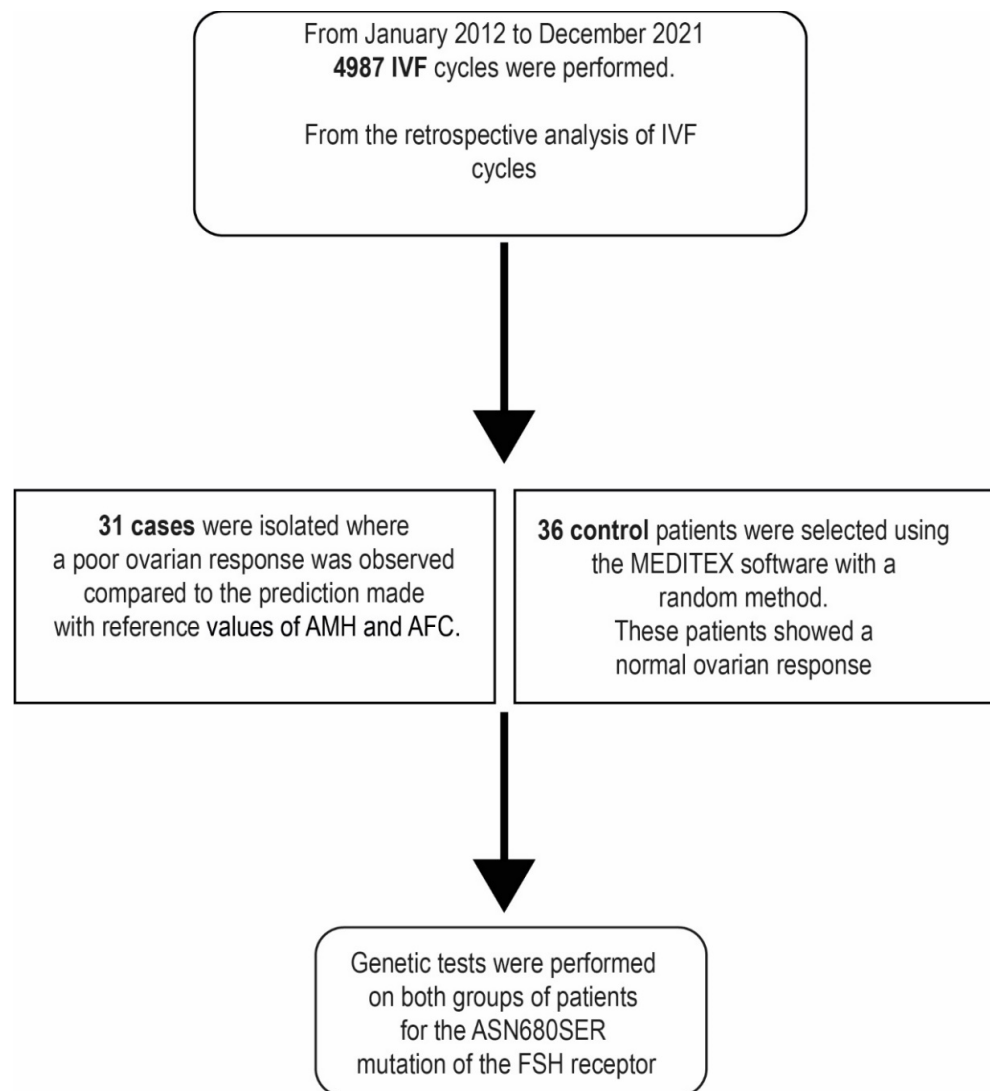 From January 2012 to December 2021
4987 IVF cycles were performed.
From the retrospective analysis of IVF
cycles
31 cases were isolated where
a poor ovarian response was observed
compared to the prediction made
with reference values of AMH and AFC.
36 control patients were selected using
the MEDITEX software with a
random method.
These patients showed a
normal ovarian response
Genetic tests were performed
on both groups of patients
for the ASN680SER
mutation of the FSH receptor